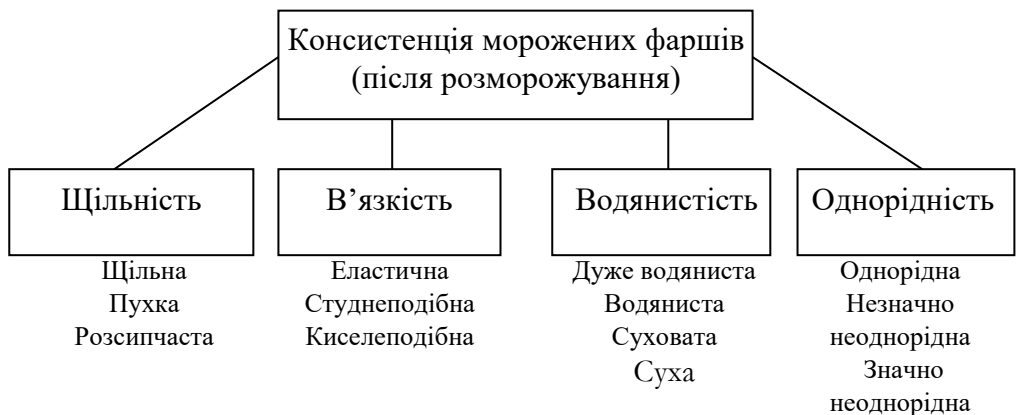 Консистенція морожених фаршів
(після розморожування)
Щільність
Щільна
Пухка
Розсипчаста
В’язкість
Еластична
Студнеподібна
Киселеподібна
Водянистість
Дуже водяниста
Водяниста
Суховата
Суха
Однорідність
Однорідна
Незначно
неоднорідна
Значно
неоднорідна